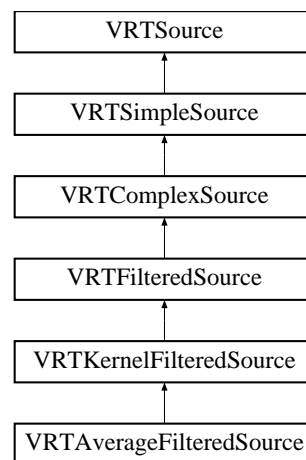 VRTSource
VRTSimpleSource
VRTComplexSource
VRTFilteredSource
VRTKernelFilteredSource
VRTAverageFilteredSource